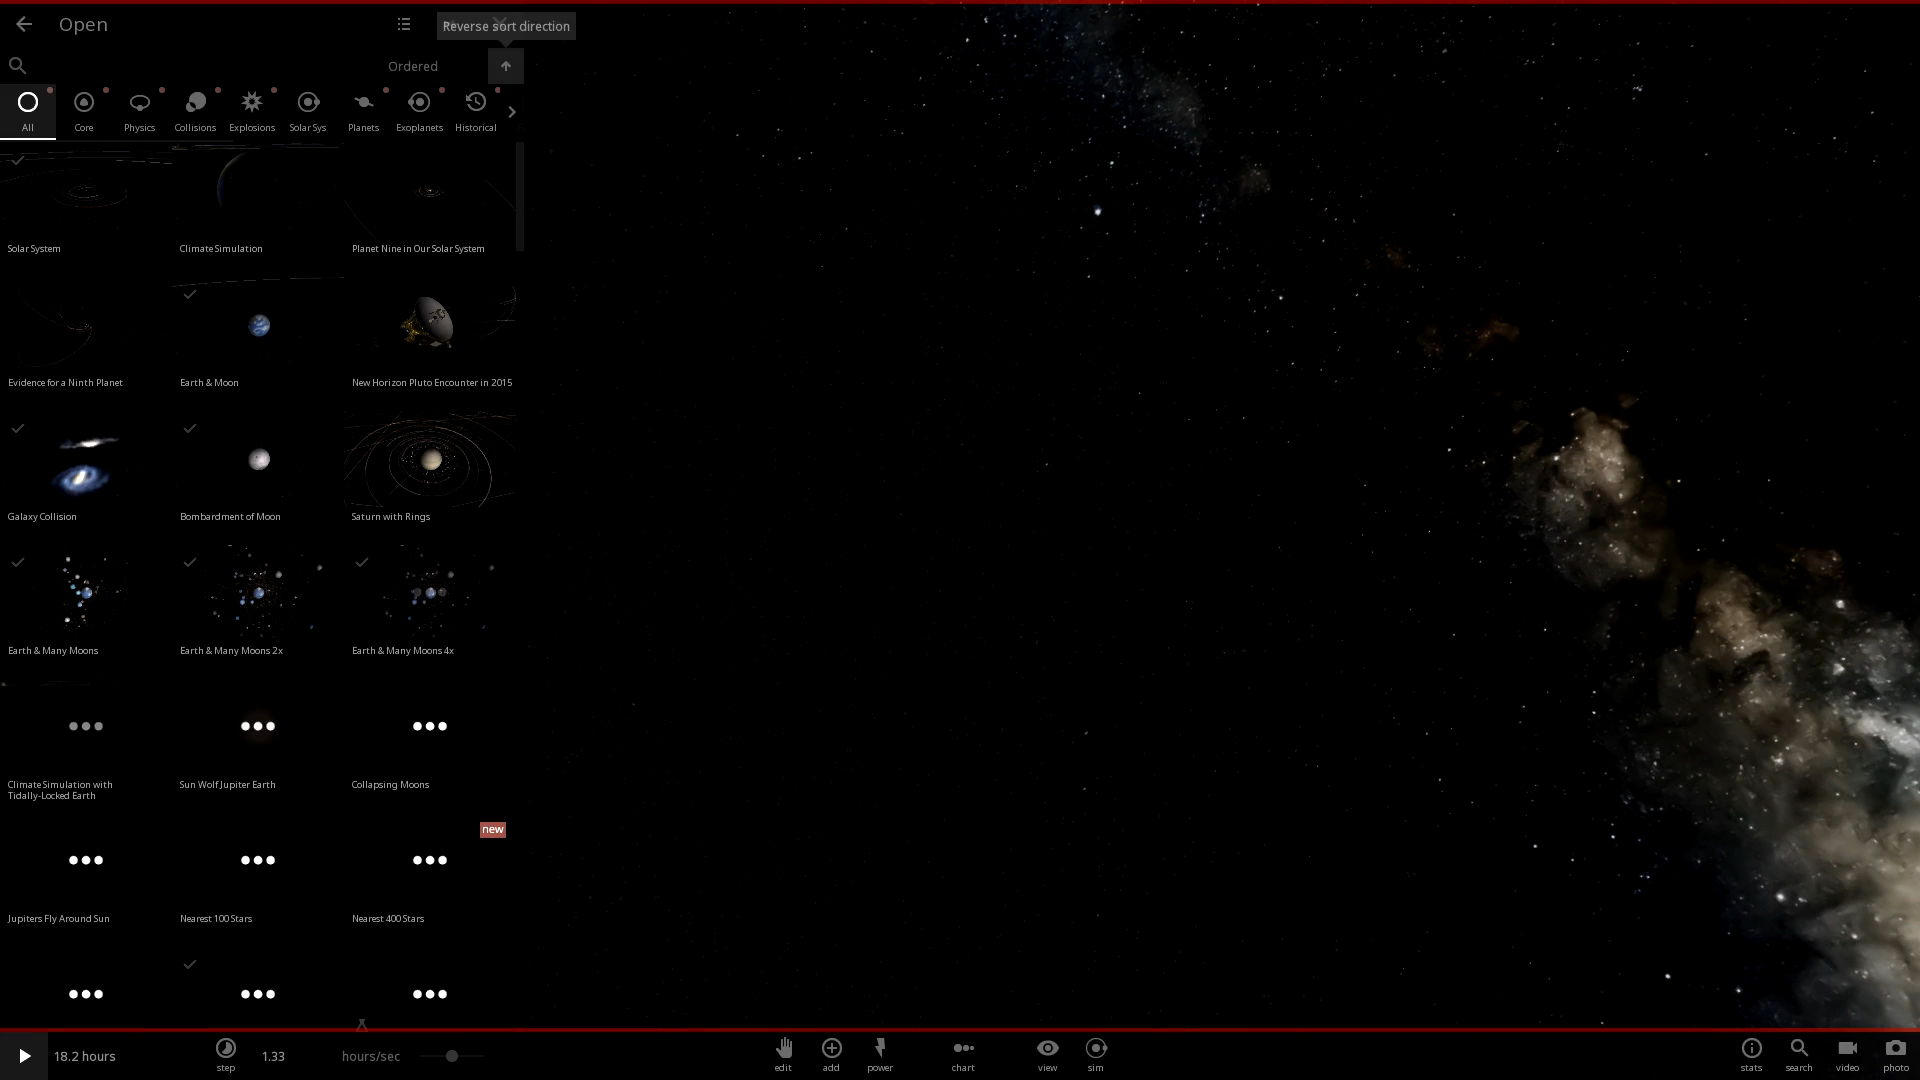 Open
Reverse sort direction
Ordered
All
Core
Physics
Collisions
Explosions
Solar Sys
Planets
Exoplanets
Historical
Solar System
Climate Simulation
Planet Nine in Our Solar System
Evidence for a Ninth Planet
Earth & Moon
New Horizon Pluto Encounter in 2015
Galaxy Collision
Bombardment of Moon
Saturn with Rings
Earth & Many Moons
Earth & Many Moons 2x
Earth & Many Moons 4x
Climate Simulation with
Tidally-Locked Earth
Sun Wolf Jupiter Earth
Collapsing Moons
new
Jupiters Fly Around Sun
Nearest 100 Stars
Nearest 400 Stars
18.2 hours
step
1.33
hours/sec
edit
add
power
chart
view
sim
stats
search
video
photo